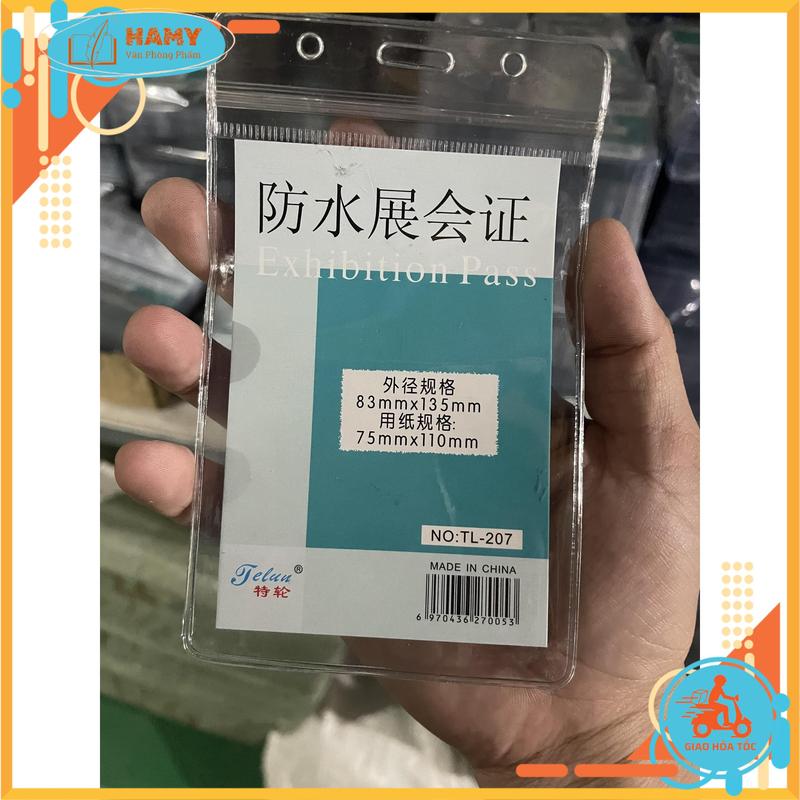 HAMY
Văn Phòng Phẩm
防水展会证
Exhibition Pass
外径规格
83mmx135mm
用纸规格:
75mmx110mm
NO:TL-207
Telun®
特轮
MADE IN CHINA
6 970436 270053
GIAO HỎA TỐC